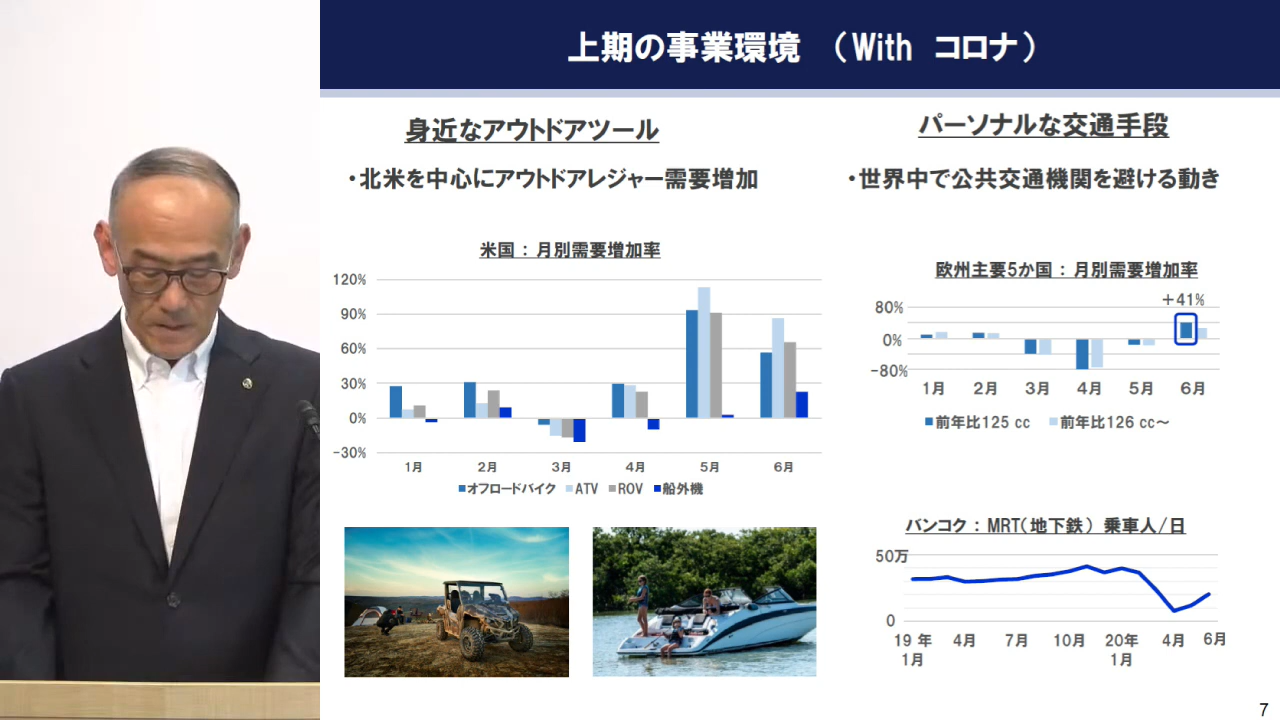 上期の事業環境 （With コロナ）
身近なアウトドアツール
・北米を中心にアウトドアレジャー需要増加
米国：月別需要増加率
120%
90%
60%
30%
0%
-30%
1月 2月 3月 4月 5月 6月
■オフロードバイク ■ATV ■ROV ■船外機
パーソナルな交通手段
・世界中で公共交通機関を避ける動き
欧州主要5か国：月別需要増加率
+41%
80%
0%
-80%
1月 2月 3月 4月 5月 6月
■前年比125 cc ■前年比126 cc～
バンコク：MRT（地下鉄） 乗車人/日
50万
0
19 年 4月 7月 10月 20年 4月 6月
1月 1月
7